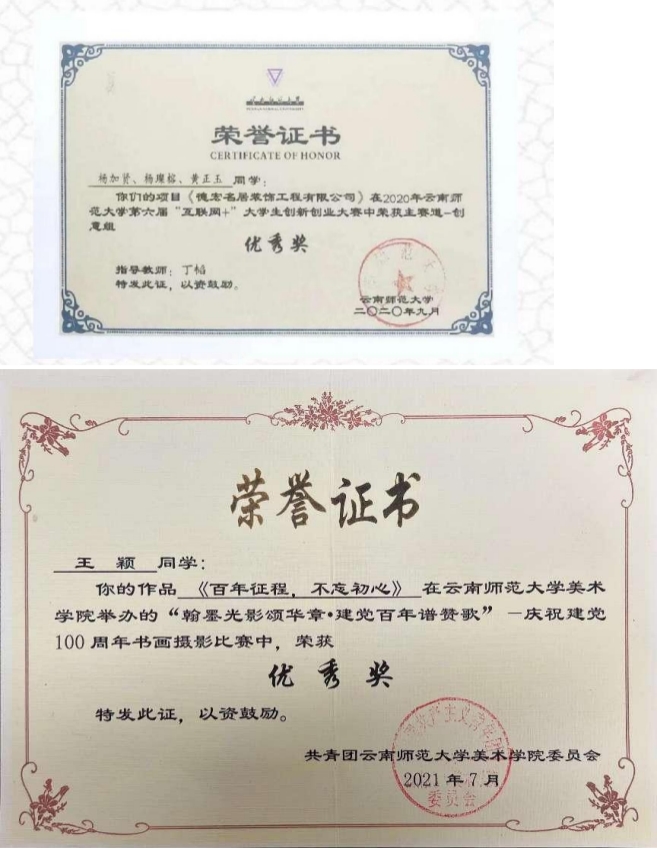 荣誉证书
CERTIFICATE OF HONOR
杨加贤、杨璨榕、黄正玉 同学：
你们的项目《德宏名居装饰工程有限公司》在2020年云南师
范大学第六届“互联网+”大学生创新创业大赛中荣获主赛道-创
意组
优秀奖
指导教师：丁韬
特发此证，以资鼓励。
云南师范大学
二〇二〇年九月
荣誉证书
王 颖 同学：
你的作品《百年征程，不忘初心》在云南师范大学美术
学院举办的“翰墨光影颂华章·建党百年谱赞歌”—庆祝建党
100周年书画摄影比赛中，荣获
优秀奖
特发此证，以资鼓励。
共青团云南师范大学美术学院委员会
2021年7月
委员会